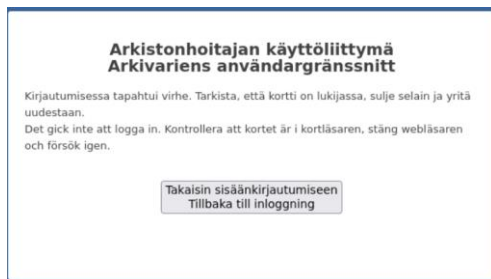 Arkistonhoitajan käyttöliittymä
Arkivariens användargränssnitt
Kirjautumisessa tapahtui virhe. Tarkista, että kortti on lukijassa, sulje selain ja yritä
uudestaan.
Det gick inte att logga in. Kontrollera att kortet är i kortläsaren, stäng webläsaren
och försök igen.
Takaisin sisäänkirjautumiseen
Tillbaka till inloggning